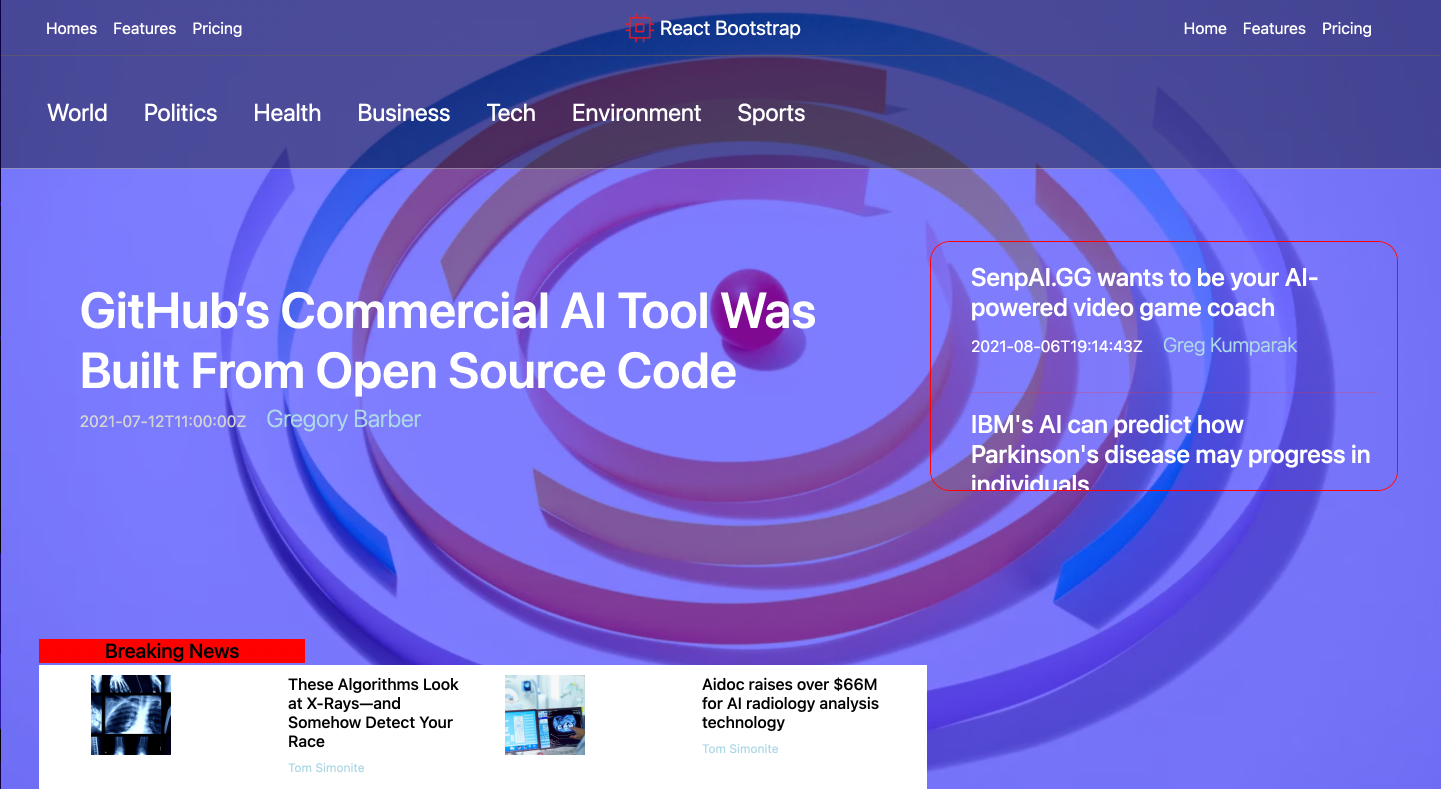 Homes Features Pricing
React Bootstrap
Home Features Pricing
World Politics Health Business Tech Environment Sports
GitHub’s Commercial AI Tool Was
Built From Open Source Code
2021-07-12T11:00:00Z Gregory Barber
SenpAI.GG wants to be your AI-
powered video game coach
2021-08-06T19:14:43Z Greg Kumparak
IBM's AI can predict how
Parkinson's disease may progress in
individuals
Breaking News
These Algorithms Look
at X-Rays—and
Somehow Detect Your
Race
Tom Simonite
Aidoc raises over $66M
for AI radiology analysis
technology
Tom Simonite